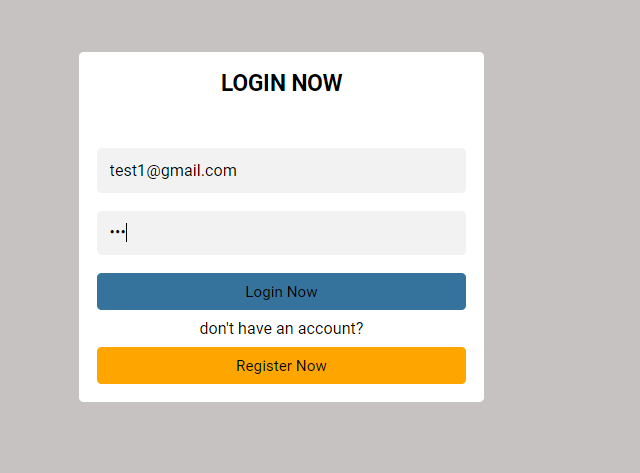 LOGIN NOW
test1@gmail.com
•••
Login Now
don't have an account?
Register Now